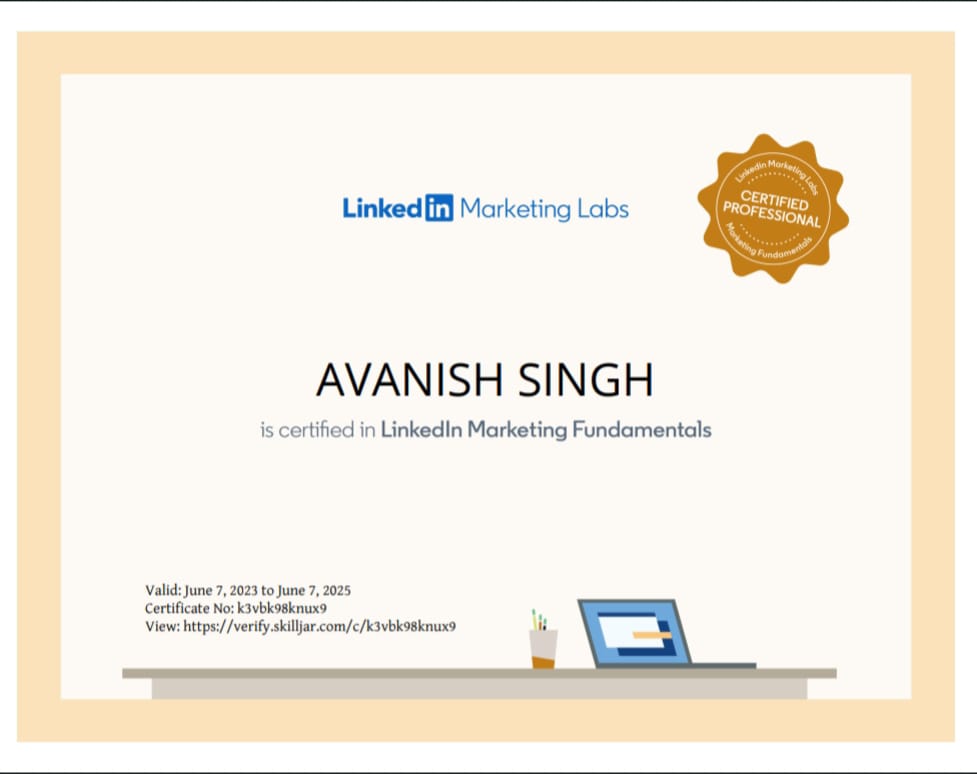 LinkedIn Marketing Labs
LinkedIn Marketing Labs
CERTIFIED
PROFESSIONAL
Marketing Fundamentals
AVANISH SINGH
is certified in LinkedIn Marketing Fundamentals
Valid: June 7, 2023 to June 7, 2025
Certificate No: k3vbk98knux9
View: https://verify.skilljar.com/c/k3vbk98knux9